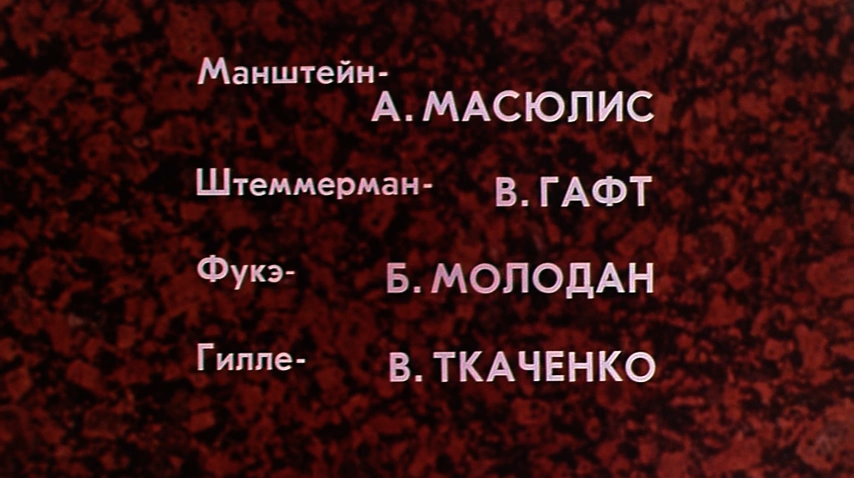 Манштейн-
А. МАСЮЛИС
Штеммерман- В. ГАФТ
Фукэ- Б. МОЛОДАН
Гилле- В. ТКАЧЕНКО